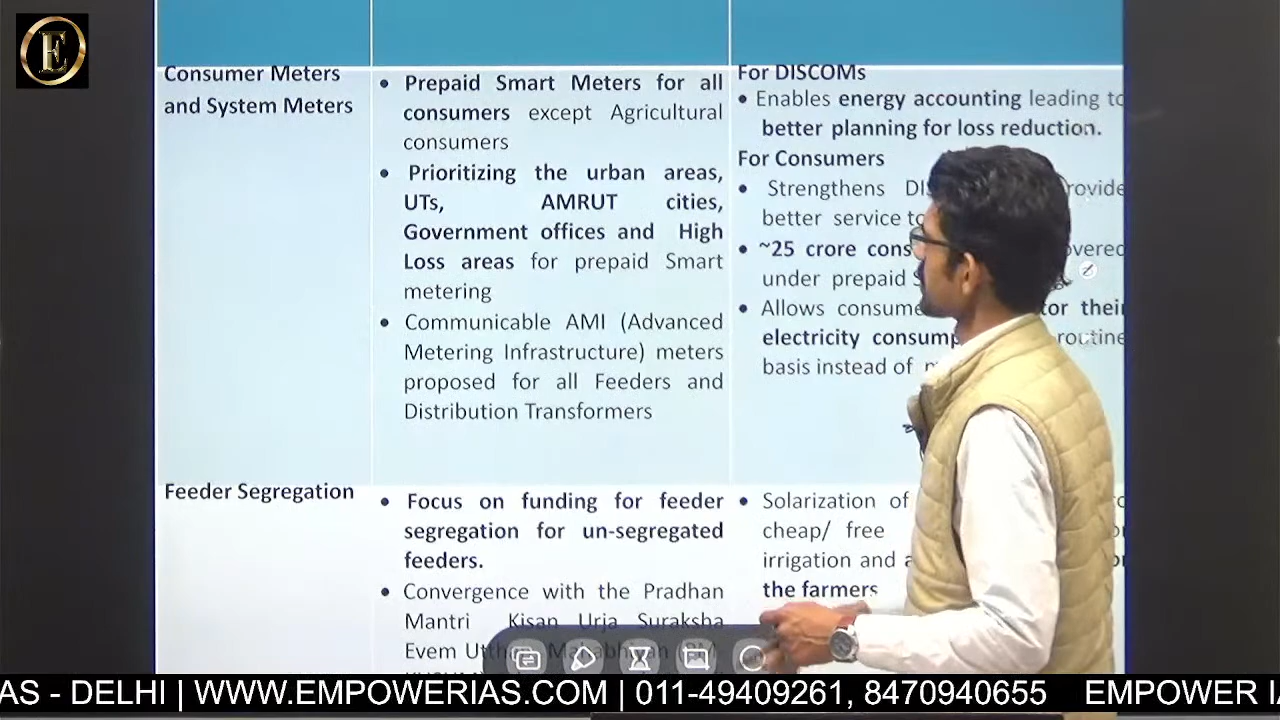 E
Consumer Meters
and System Meters
• Prepaid Smart Meters for all
consumers except Agricultural
consumers
• Prioritizing the urban areas,
UTs, AMRUT cities,
Government offices and High
Loss areas for prepaid Smart
metering
• Communicable AMI (Advanced
Metering Infrastructure) meters
proposed for all Feeders and
Distribution Transformers
For DISCOMs
• Enables energy accounting leading to
better planning for loss reduction.
For Consumers
• Strengthens
better service to
• ~25 crore
under prepaid
• Allows their
electricity routine
basis instead of
Feeder Segregation
• Focus on funding for feeder
segregation for un-segregated
feeders.
• Convergence with the Pradhan
Mantri Kisan Urja Suraksha
Evem
• Solarization of
cheap/ free
irrigation and
the farmers
AS - DELHI | WWW.EMPOWERIAS.COM | 011-49409261, 8470940655 EMPOWER I